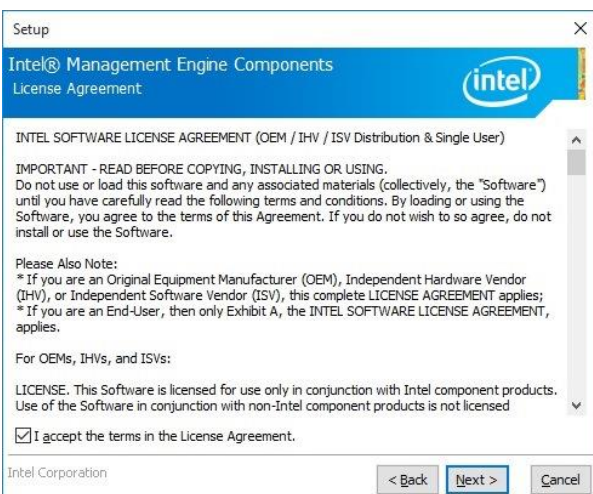 Setup
Intel® Management Engine Components
License Agreement
intel
INTEL SOFTWARE LICENSE AGREEMENT (OEM / IHV / ISV Distribution & Single User)
IMPORTANT - READ BEFORE COPYING, INSTALLING OR USING.
Do not use or load this software and any associated materials (collectively, the "Software")
until you have carefully read the following terms and conditions. By loading or using the
Software, you agree to the terms of this Agreement. If you do not wish to so agree, do not
install or use the Software.
Please Also Note:
* If you are an Original Equipment Manufacturer (OEM), Independent Hardware Vendor
(IHV), or Independent Software Vendor (ISV), this complete LICENSE AGREEMENT applies;
* If you are an End-User, then only Exhibit A, the INTEL SOFTWARE LICENSE AGREEMENT,
applies.
For OEMs, IHVs, and ISVs:
LICENSE. This Software is licensed for use only in conjunction with Intel component products.
Use of the Software in conjunction with non-Intel component products is not licensed
I accept the terms in the License Agreement.
Intel Corporation
< Back Next > Cancel